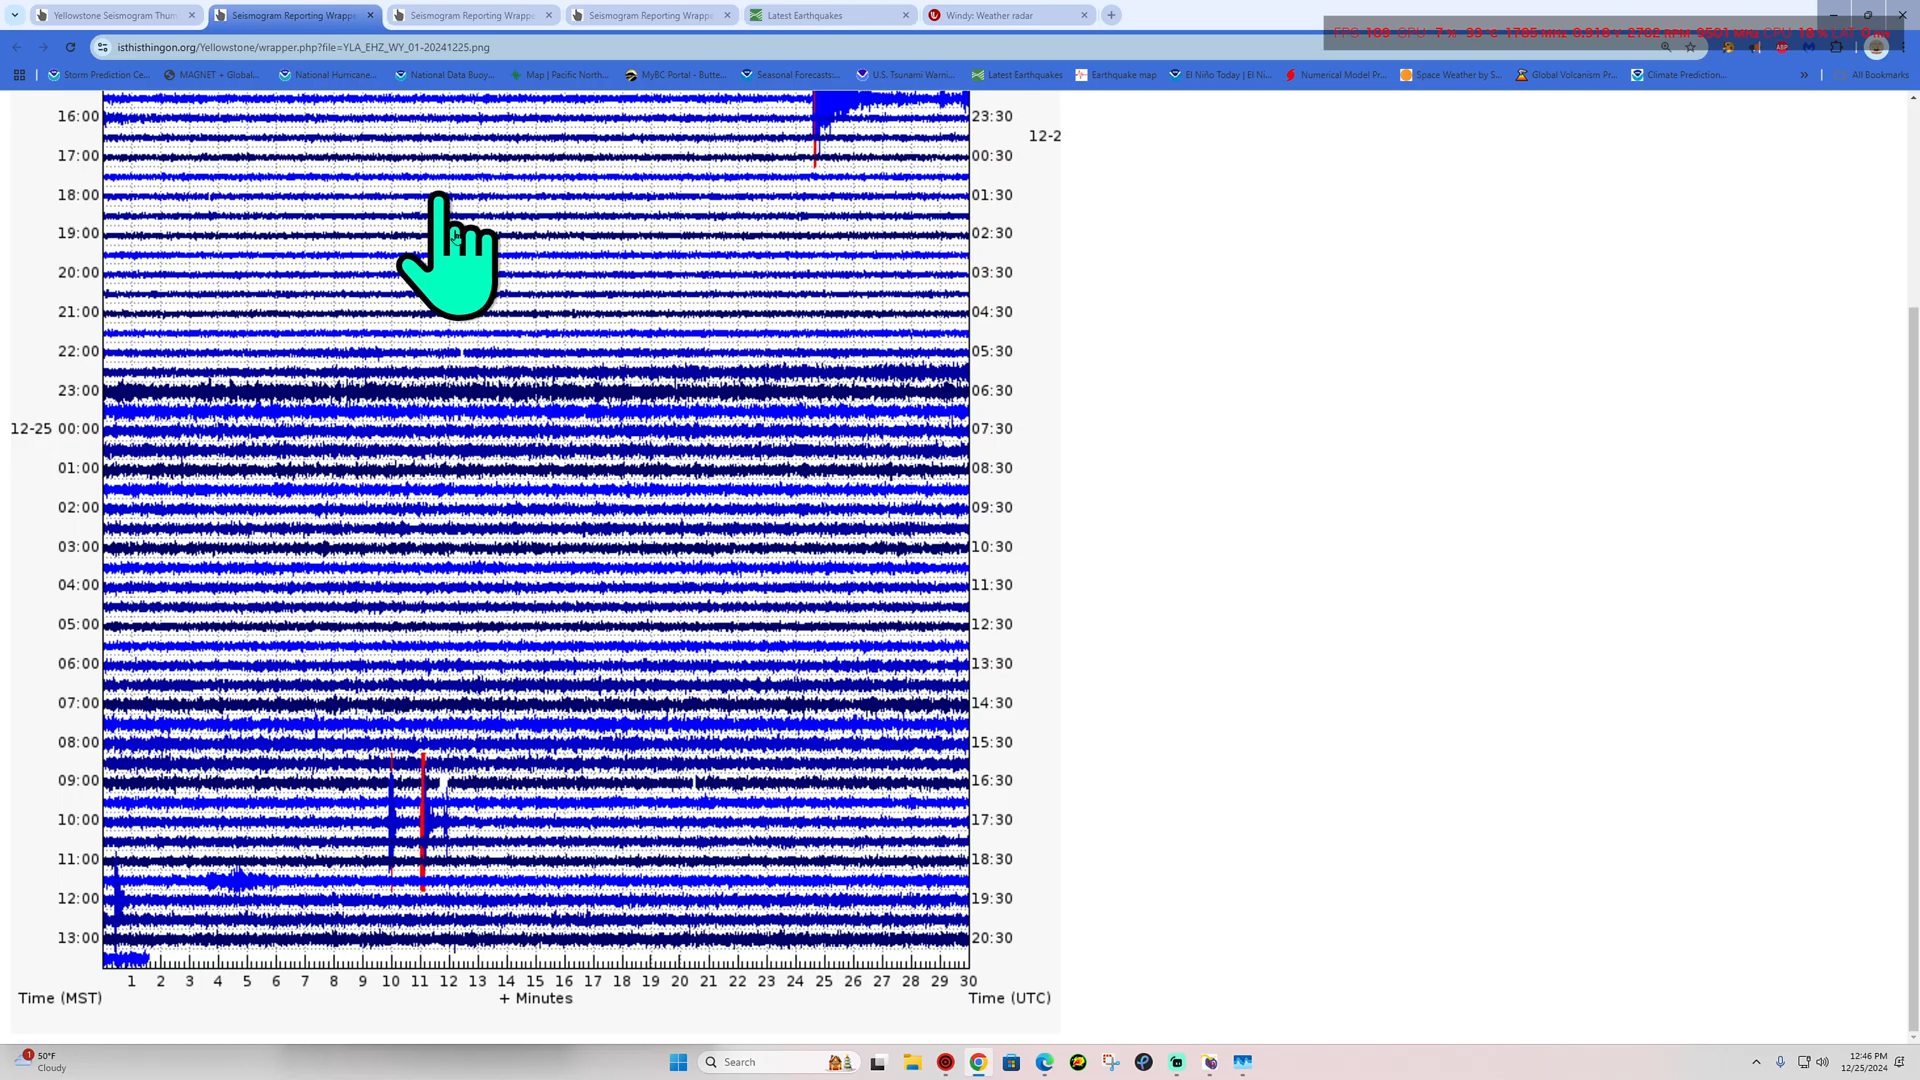 Yellowstone Seismogram Thum
Seismogram Reporting Wrappe
Seismogram Reporting Wrappe
Seismogram Reporting Wrappe
Latest Earthquakes
Windy: Weather radar
isthisthingon.org/Yellowstone/wrapper.php?file=YLA_EHZ_WY_01-20241225.png
Storm Prediction Ce...
MAGNET + Global...
National Hurricane...
National Data Buoy...
Map | Pacific North...
MyBC Portal - Butte...
Seasonal Forecasts:...
U.S. Tsunami Warni...
Latest Earthquakes
Earthquake map
El Niño Today | El Ni...
Numerical Model Pr...
Space Weather by S...
Global Volcanism Pr...
Climate Prediction...
All Bookmarks
16:00 23:30
12-2
17:00 00:30
18:00 01:30
19:00 02:30
20:00 03:30
21:00 04:30
22:00 05:30
23:00 06:30
12-25 00:00 07:30
01:00 08:30
02:00 09:30
03:00 10:30
04:00 11:30
05:00 12:30
06:00 13:30
07:00 14:30
08:00 15:30
09:00 16:30
10:00 17:30
11:00 18:30
12:00 19:30
13:00 20:30
1 2 3 4 5 6 7 8 9 10 11 12 13 14 15 16 17 18 19 20 21 22 23 24 25 26 27 28 29 30
Time (MST) + Minutes Time (UTC)
1
50°F
Cloudy
Search
12:46 PM
12/25/2024